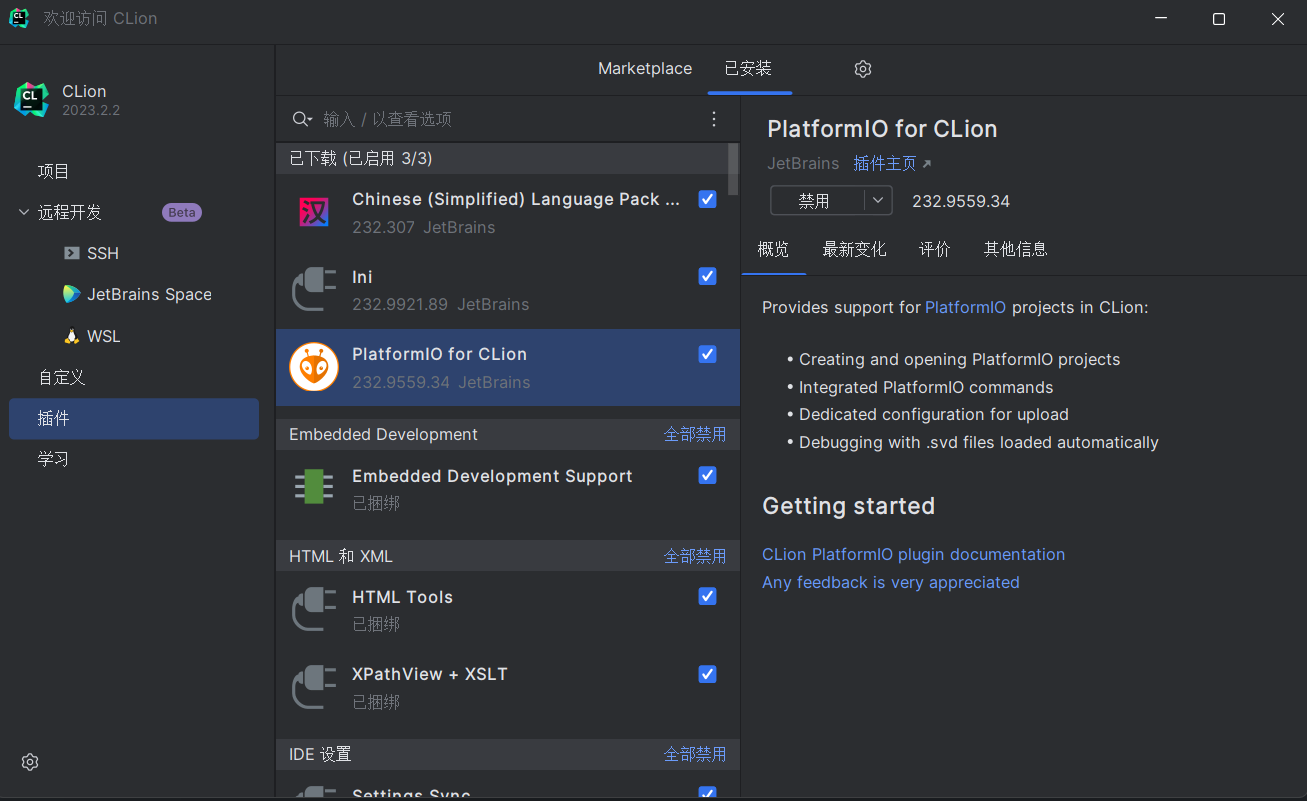 欢迎访问 CLion
CLion
2023.2.2
项目
远程开发 Beta
SSH
JetBrains Space
WSL
自定义
插件
学习
Marketplace 已安装
输入 / 以查看选项
已下载 (已启用 3/3)
汉
Chinese (Simplified) Language Pack ...
232.307 JetBrains
Ini
232.9921.89 JetBrains
PlatformIO for CLion
232.9559.34 JetBrains
Embedded Development 全部禁用
Embedded Development Support
已捆绑
HTML 和 XML 全部禁用
HTML Tools
已捆绑
XPathView + XSLT
已捆绑
IDE 设置 全部禁用
Settings Sync
PlatformIO for CLion
JetBrains 插件主页
禁用 232.9559.34
概览 最新变化 评价 其他信息
Provides support for PlatformIO projects in CLion:
• Creating and opening PlatformIO projects
• Integrated PlatformIO commands
• Dedicated configuration for upload
• Debugging with .svd files loaded automatically
Getting started
CLion PlatformIO plugin documentation
Any feedback is very appreciated